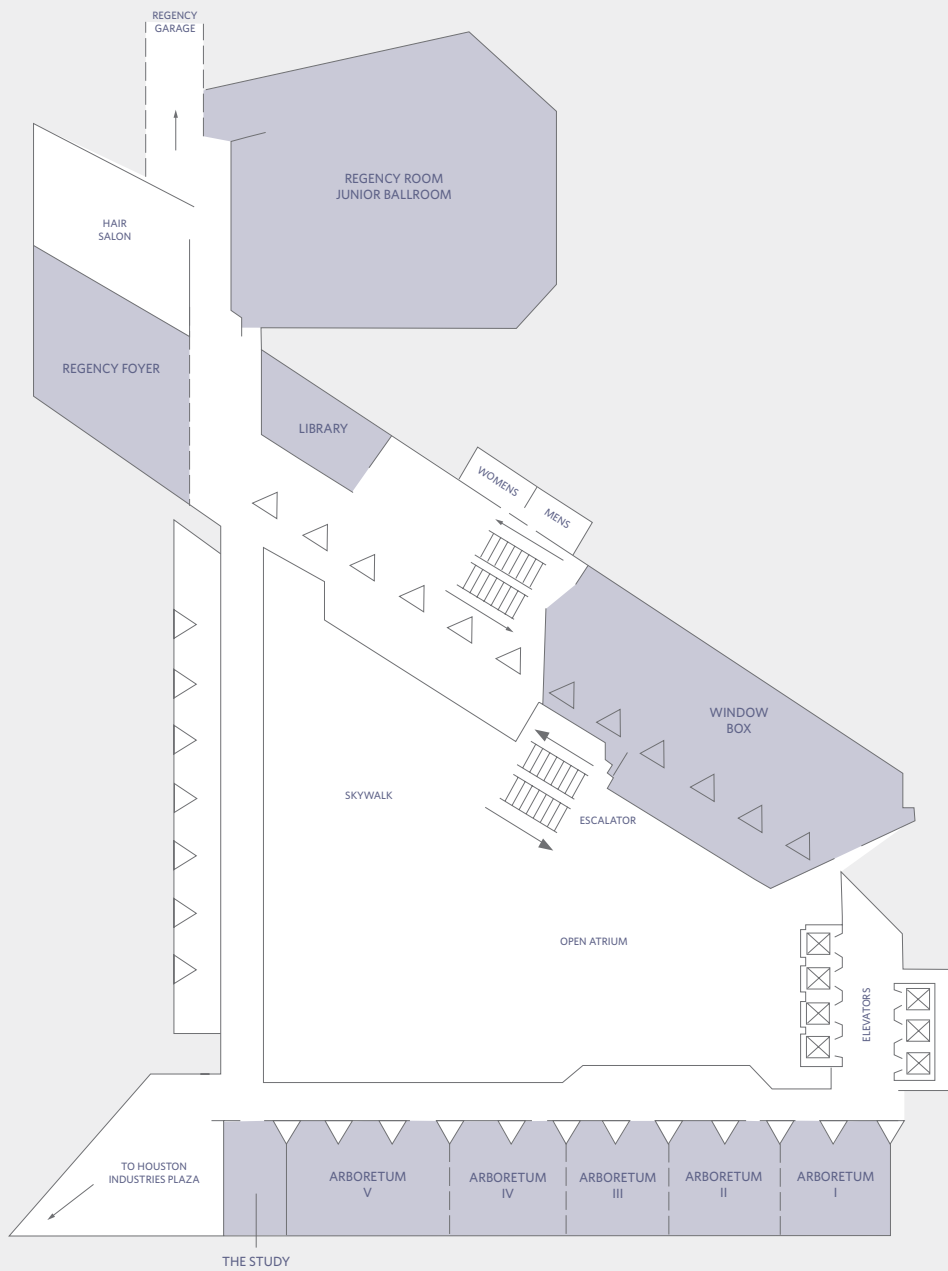 REGENCY
GARAGE
REGENCY ROOM
JUNIOR BALLROOM
HAIR
SALON
REGENCY FOYER
LIBRARY
WOMENS
MENS
WINDOW
BOX
SKYWALK
ESCALATOR
OPEN ATRIUM
ELEVATORS
TO HOUSTON
INDUSTRIES PLAZA
ARBORETUM
V
ARBORETUM
IV
ARBORETUM
III
ARBORETUM
II
ARBORETUM
I
THE STUDY